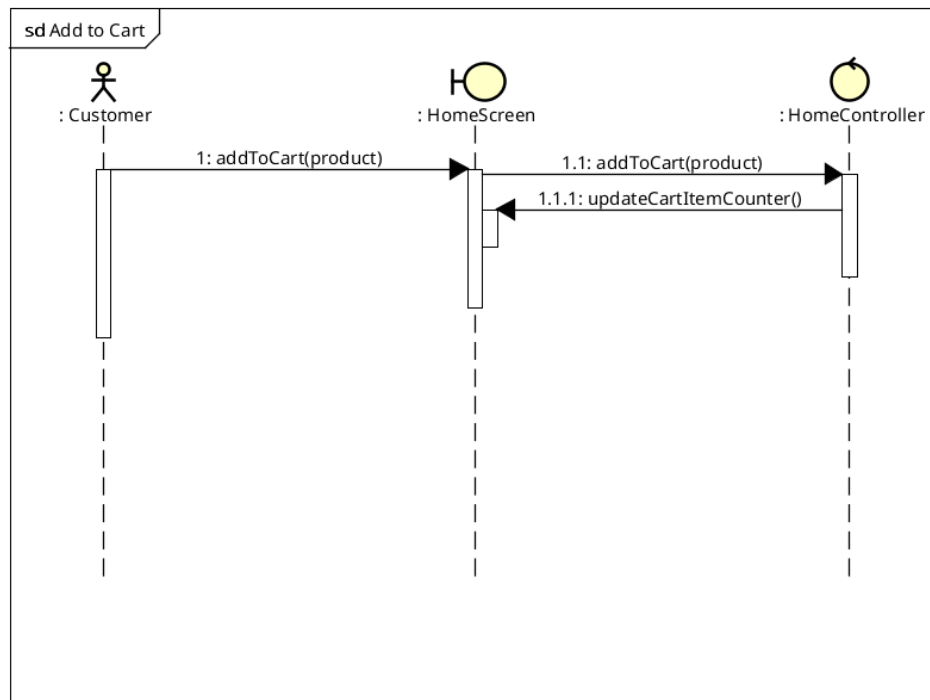 sd Add to Cart
: Customer
: HomeScreen
: HomeController
1: addToCart(product)
1.1: addToCart(product)
1.1.1: updateCartItemCounter()